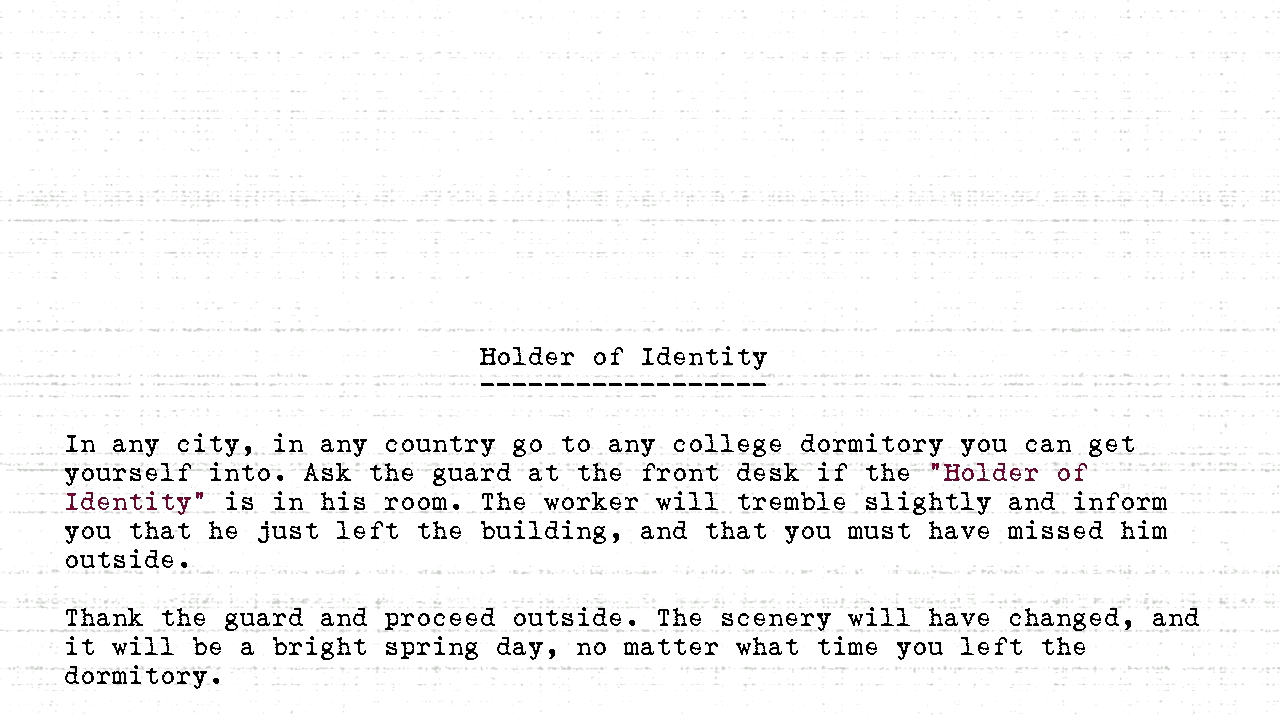 Holder of Identity
------------------
In any city, in any country go to any college dormitory you can get
yourself into. Ask the guard at the front desk if the "Holder of
Identity" is in his room. The worker will tremble slightly and inform
you that he just left the building, and that you must have missed him
outside.
Thank the guard and proceed outside. The scenery will have changed, and
it will be a bright spring day, no matter what time you left the
dormitory.